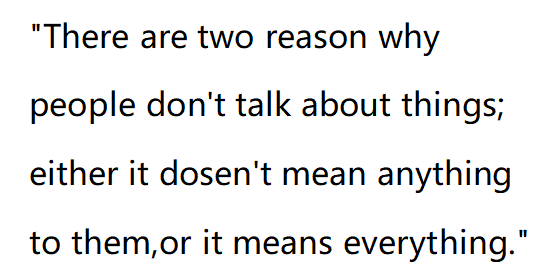 "There are two reason why
people don't talk about things;
either it dosen't mean anything
to them,or it means everything."